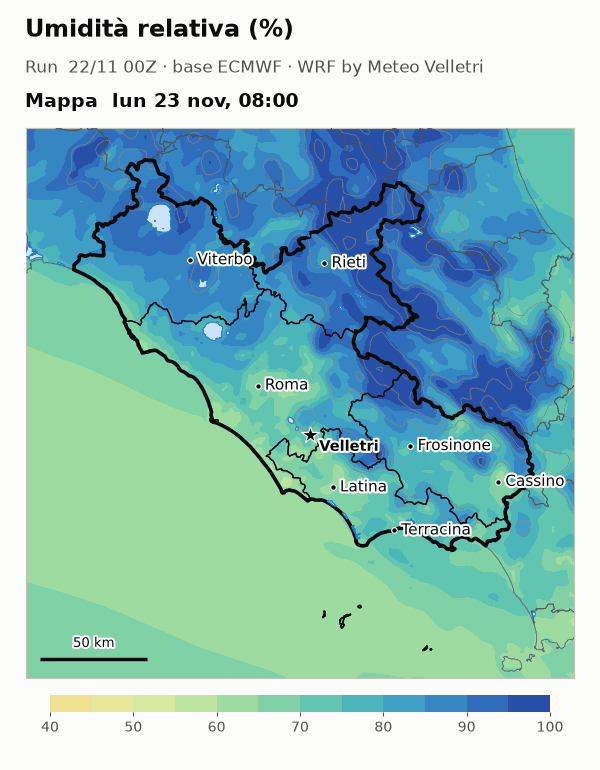 Umidità relativa (%)
Run 22/11 00Z · base ECMWF · WRF by Meteo Velletri
Mappa lun 23 nov, 08:00
Viterbo
Rieti
Roma
Velletri
Frosinone
Cassino
Latina
Terracina
50 km
40 50 60 70 80 90 100